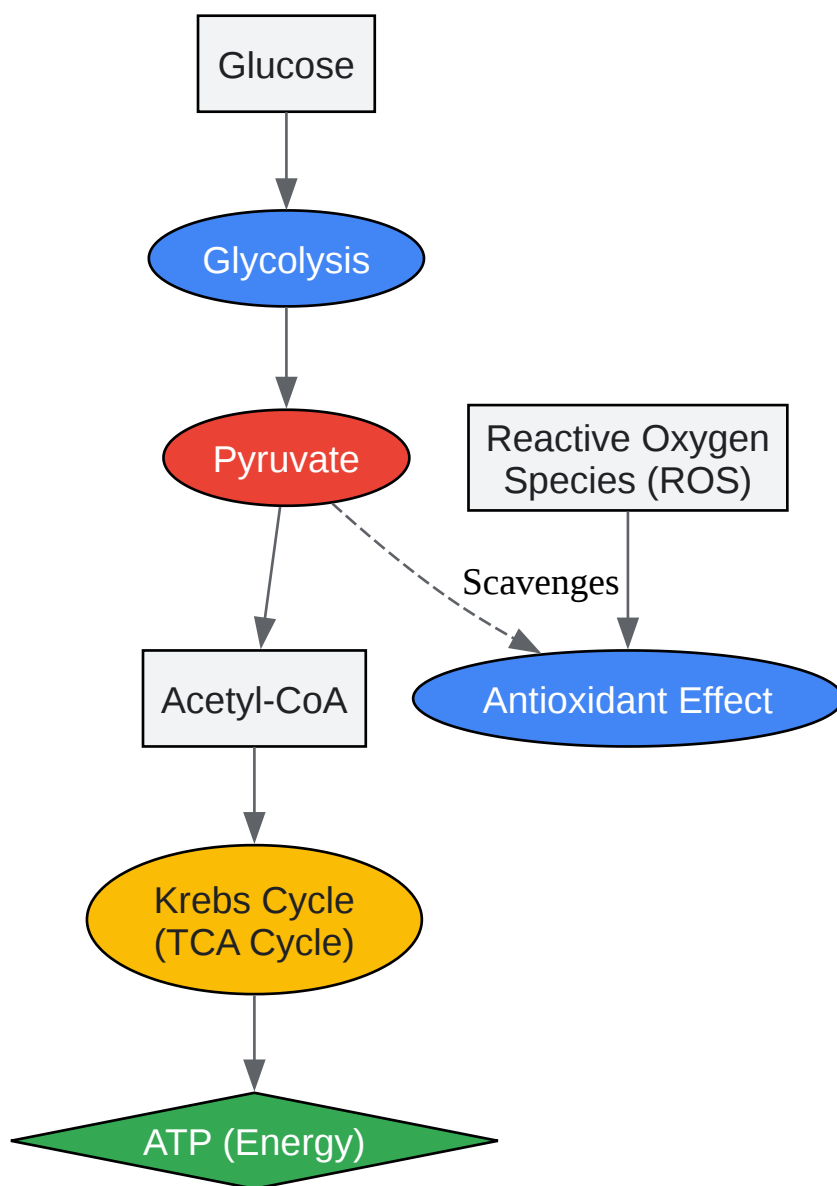 Glucose
Glycolysis
Pyruvate
Reactive Oxygen
Species (ROS)
Scavenges
Acetyl-CoA
Antioxidant Effect
Krebs Cycle
(TCA Cycle)
ATP (Energy)